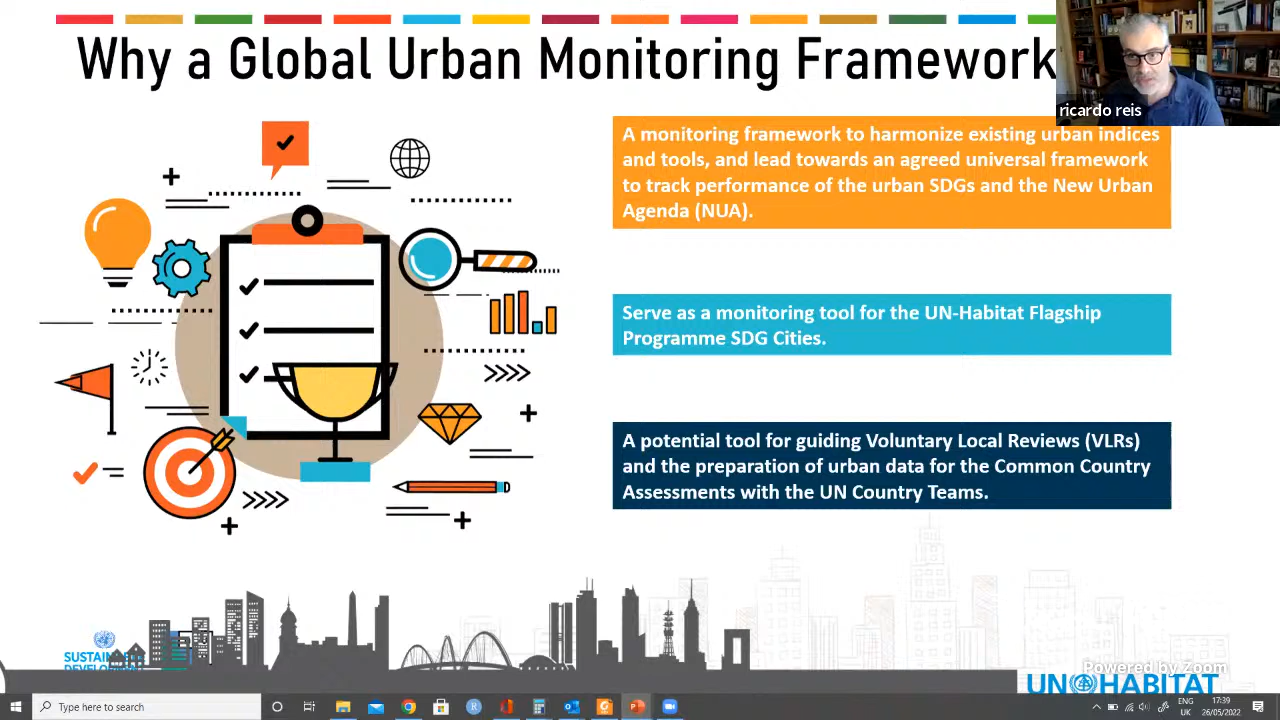 Why a Global Urban Monitoring Framework
ricardo reis
A monitoring framework to harmonize existing urban indices
and tools, and lead towards an agreed universal framework
to track performance of the urban SDGs and the New Urban
Agenda (NUA).
Serve as a monitoring tool for the UN-Habitat Flagship
Programme SDG Cities.
A potential tool for guiding Voluntary Local Reviews (VLRs)
and the preparation of urban data for the Common Country
Assessments with the UN Country Teams.
Powered by Zoom
UN HABITAT
Type here to search
ENG
UK
17:39
26/05/2022